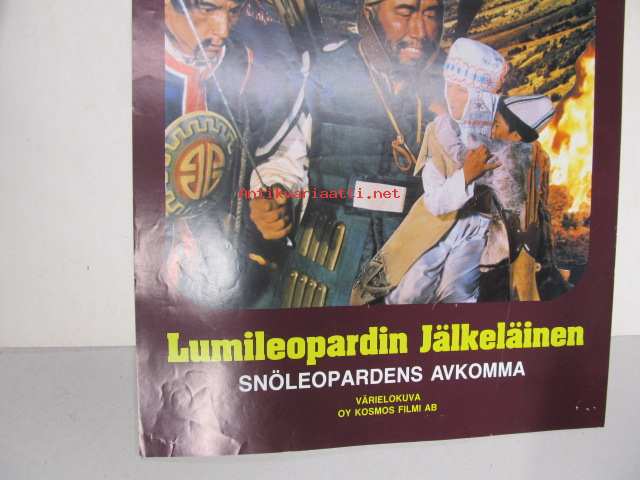 Antikvariaatti.net
Lumileopardin Jälkeläinen
SNÖLEOPARDENS AVKOMMA
VÄRIELOKUVA
OY KOSMOS FILMI AB